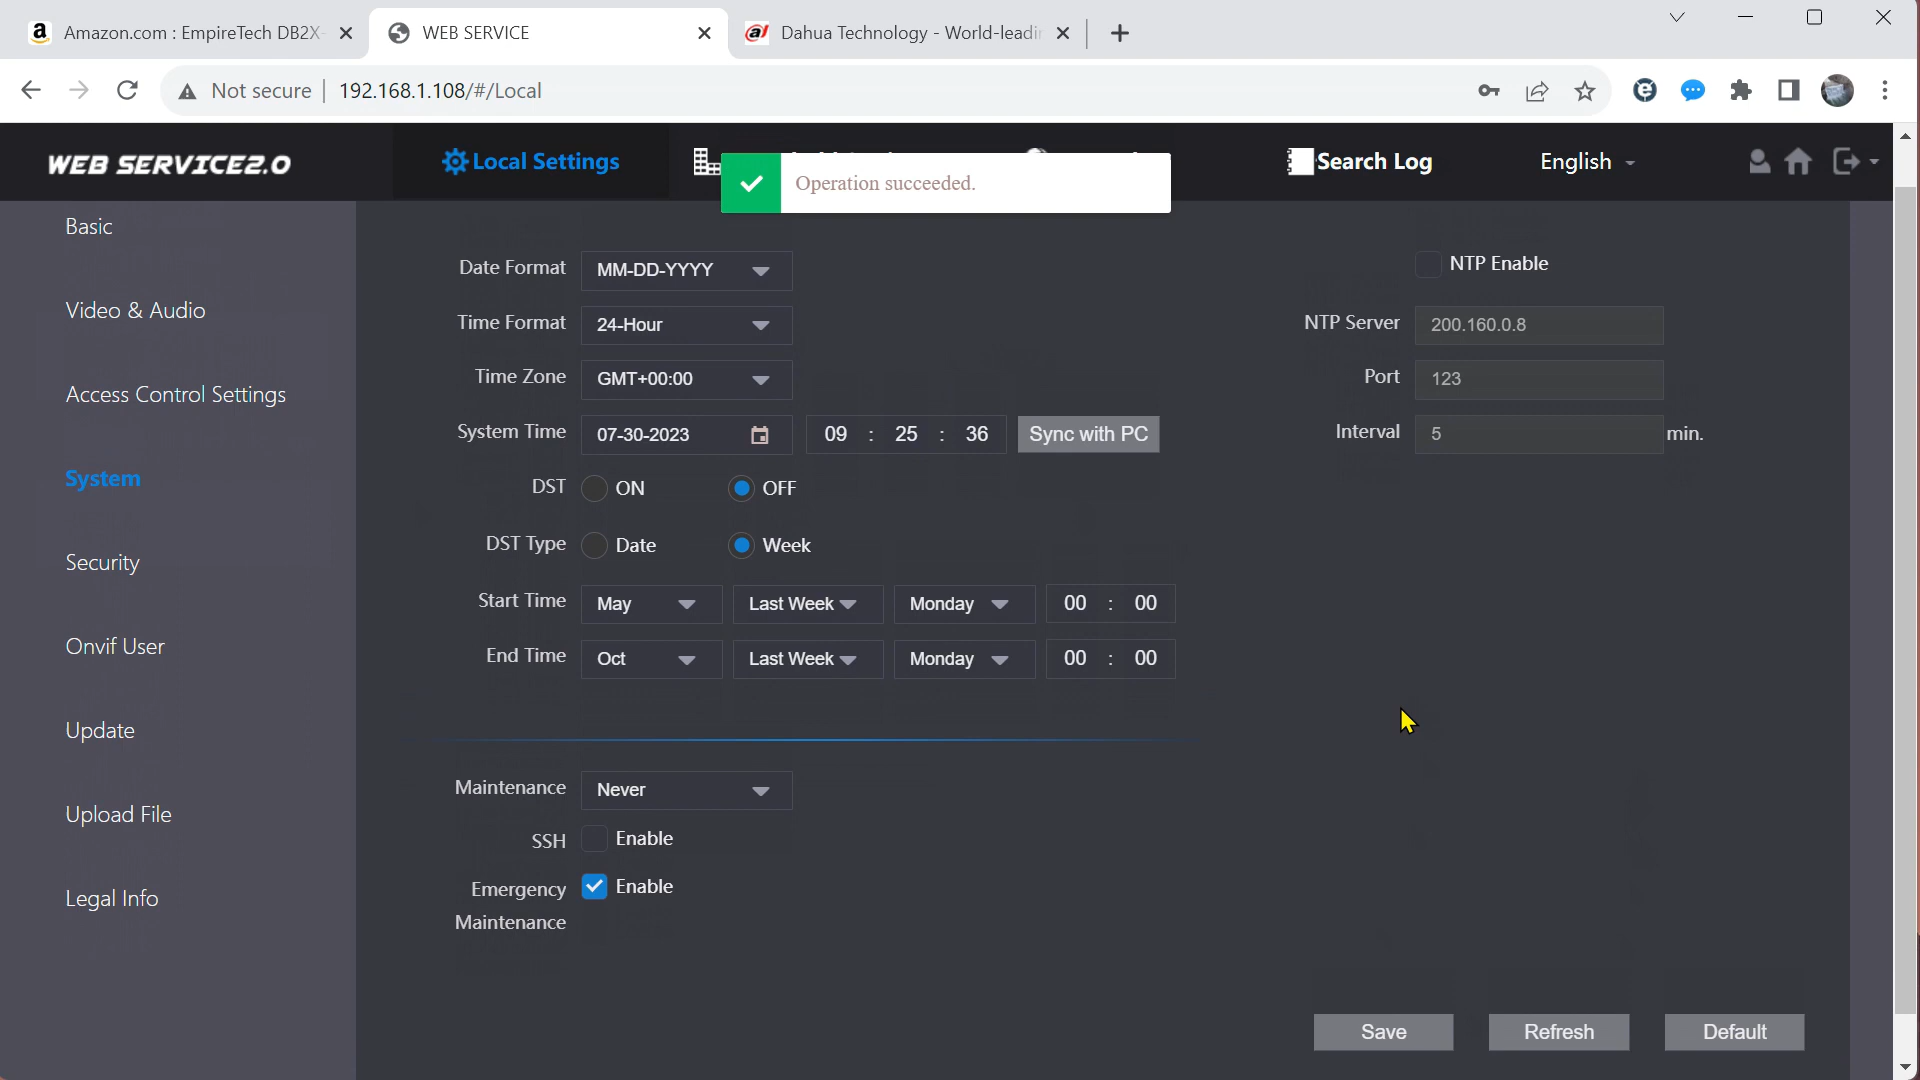 Amazon.com : EmpireTech DB2X-
WEB SERVICE
Dahua Technology - World-leadi
Not secure
192.168.1.108/#/Local
WEB SERVICE2.0
Local Settings
Search Log
English
Operation succeeded.
Basic
Video & Audio
Access Control Settings
System
Security
Onvif User
Update
Upload File
Legal Info
Date Format MM-DD-YYYY
NTP Enable
Time Format 24-Hour
NTP Server 200.160.0.8
Time Zone GMT+00:00
Port 123
System Time 07-30-2023 09 : 25 : 36 Sync with PC
Interval 5 min.
DST ON OFF
DST Type Date Week
Start Time May Last Week Monday 00 : 00
End Time Oct Last Week Monday 00 : 00
Maintenance Never
SSH Enable
Emergency Maintenance Enable
Save Refresh Default